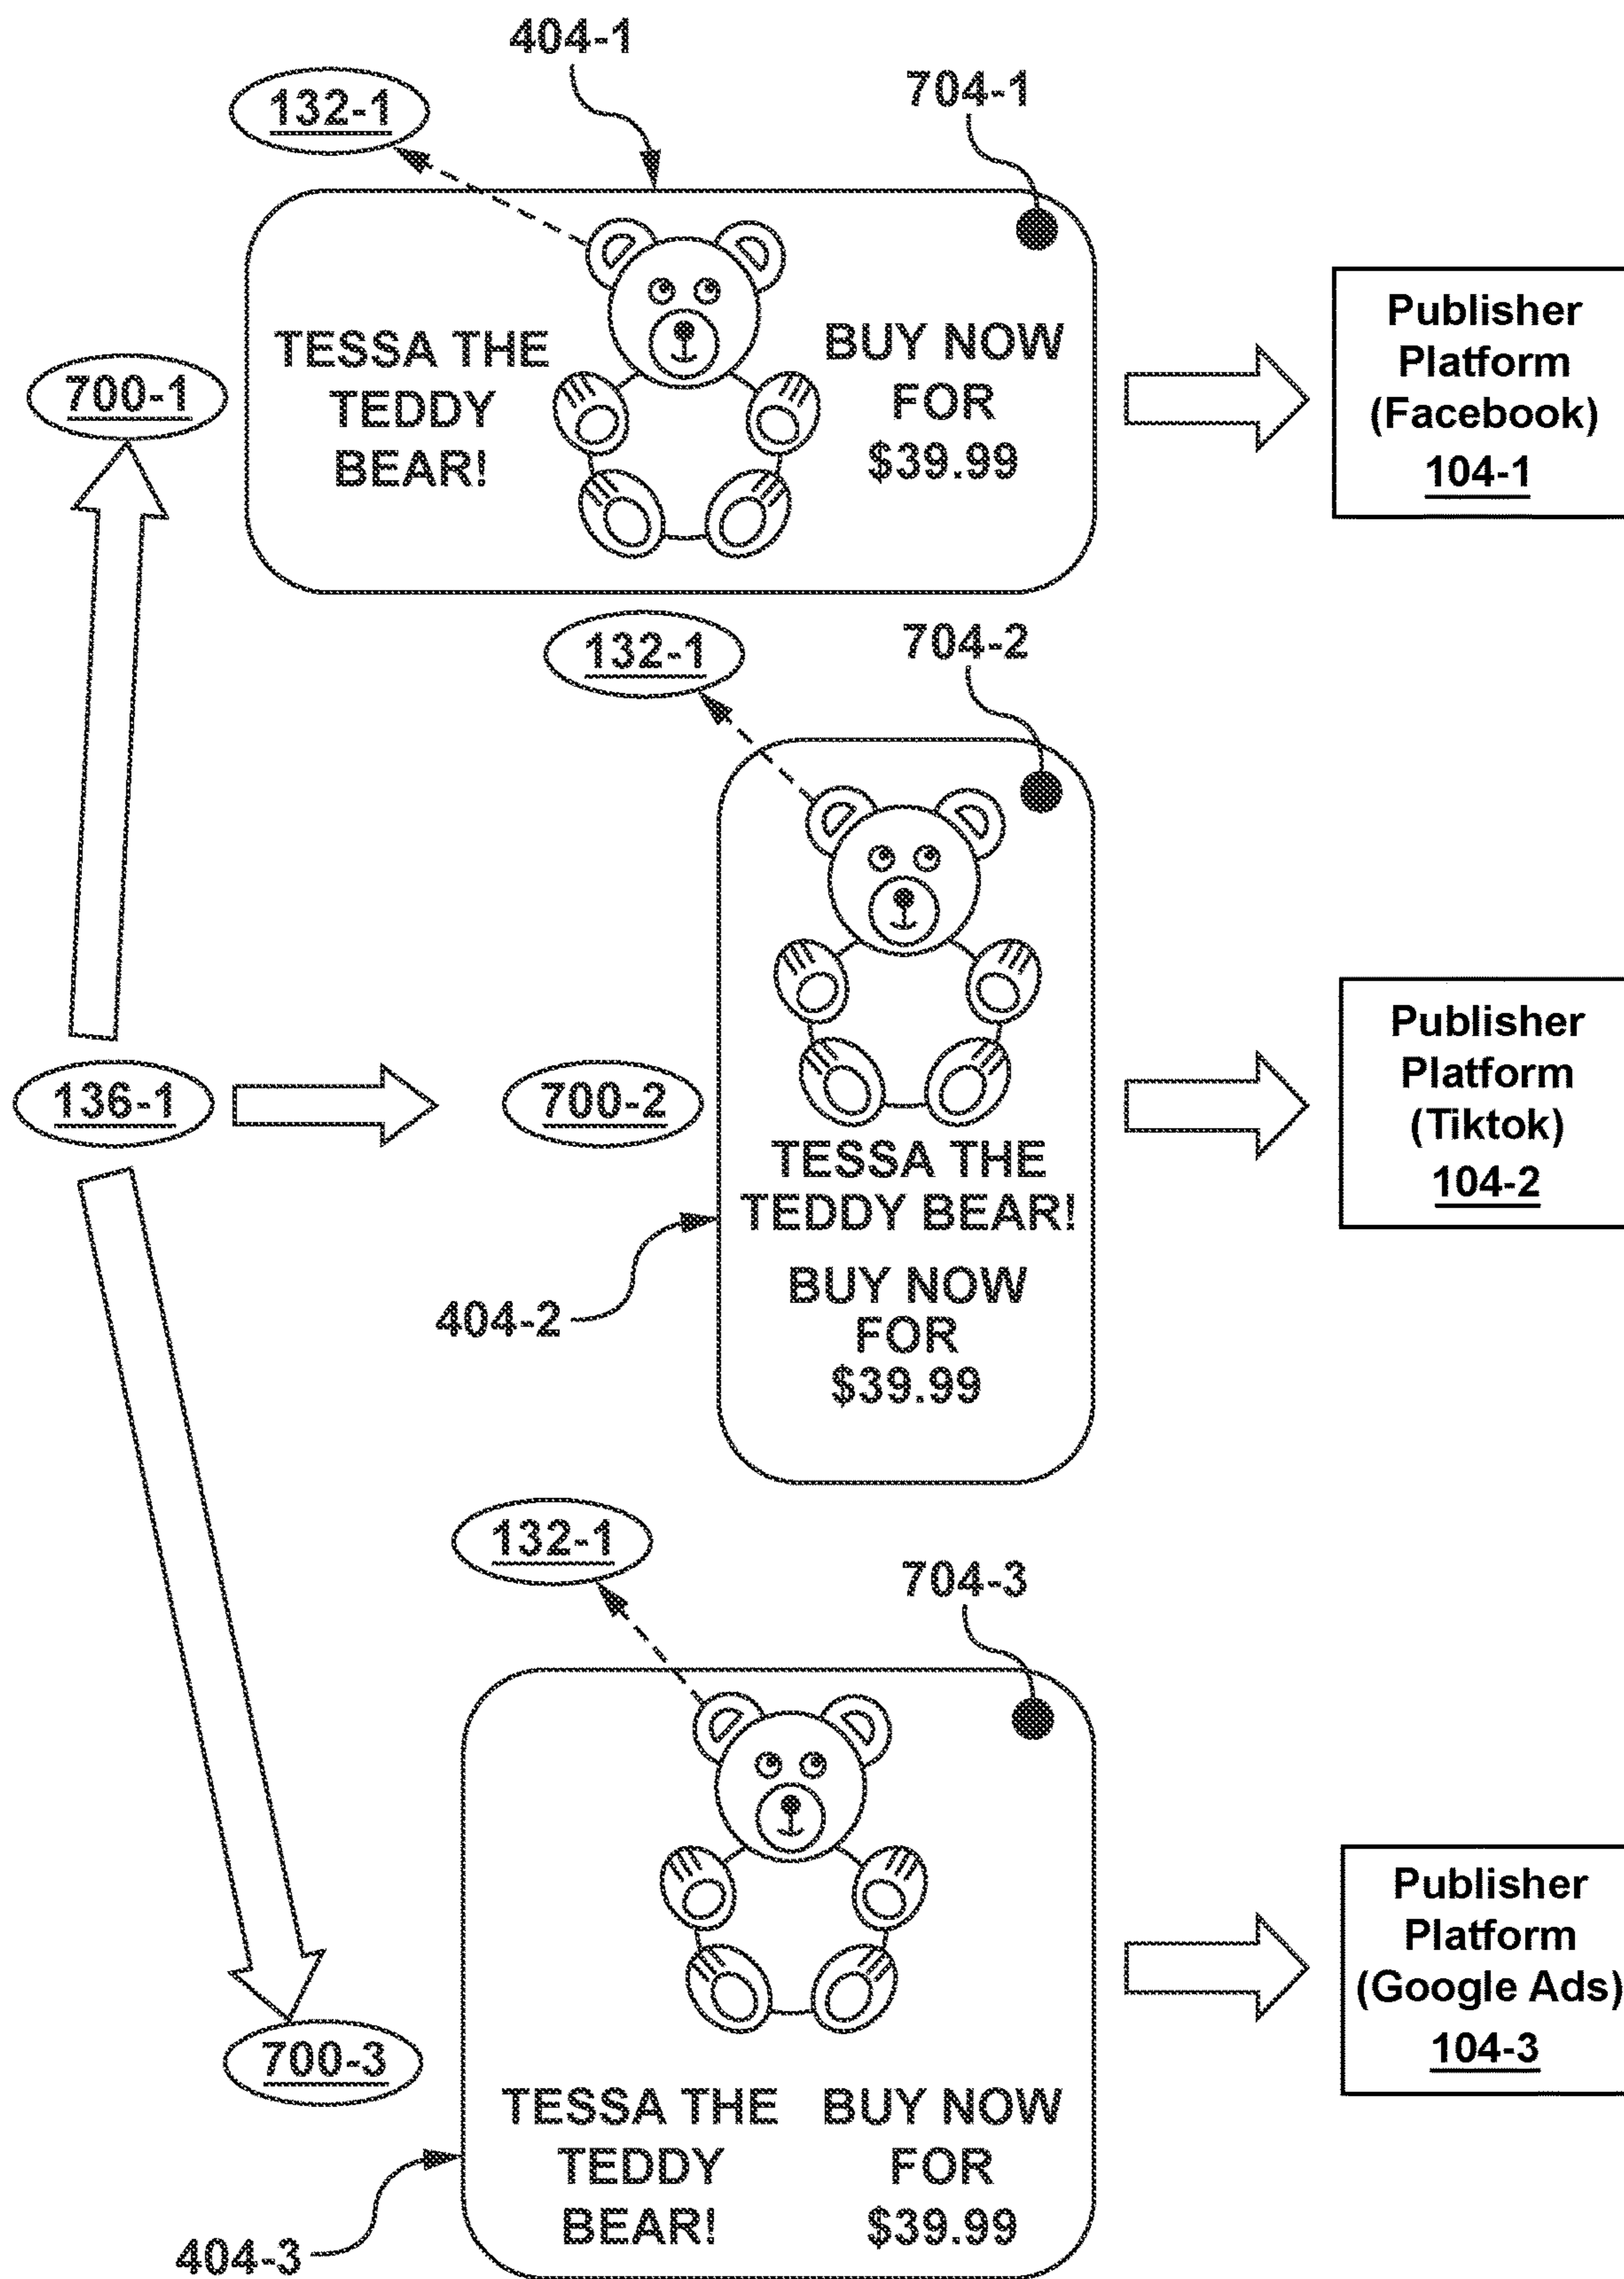 404-1
132-1
704-1
TESSA THE
TEDDY
BEAR!
BUY NOW
FOR
$39.99
700-1
Publisher
Platform
(Facebook)
104-1
132-1
704-2
136-1
700-2
TESSA THE
TEDDY BEAR!
BUY NOW
FOR
$39.99
404-2
Publisher
Platform
(Tiktok)
104-2
132-1
704-3
700-3
TESSA THE
TEDDY
BEAR!
BUY NOW
FOR
$39.99
404-3
Publisher
Platform
(Google Ads)
104-3